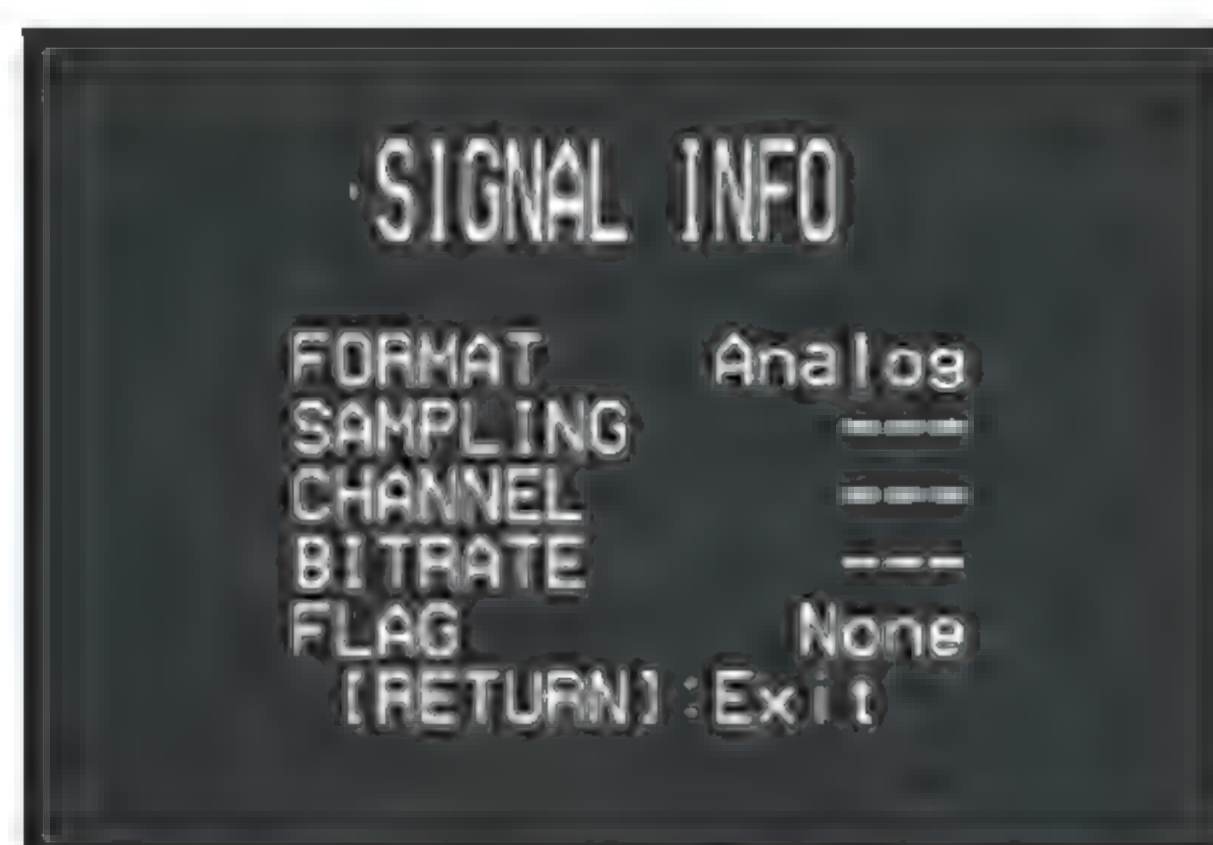 SIGNAL INFO
FORMAT Analog
SAMPLING ---
CHANNEL ---
BITRATE ---
FLAG None
[RETURN]:Exit